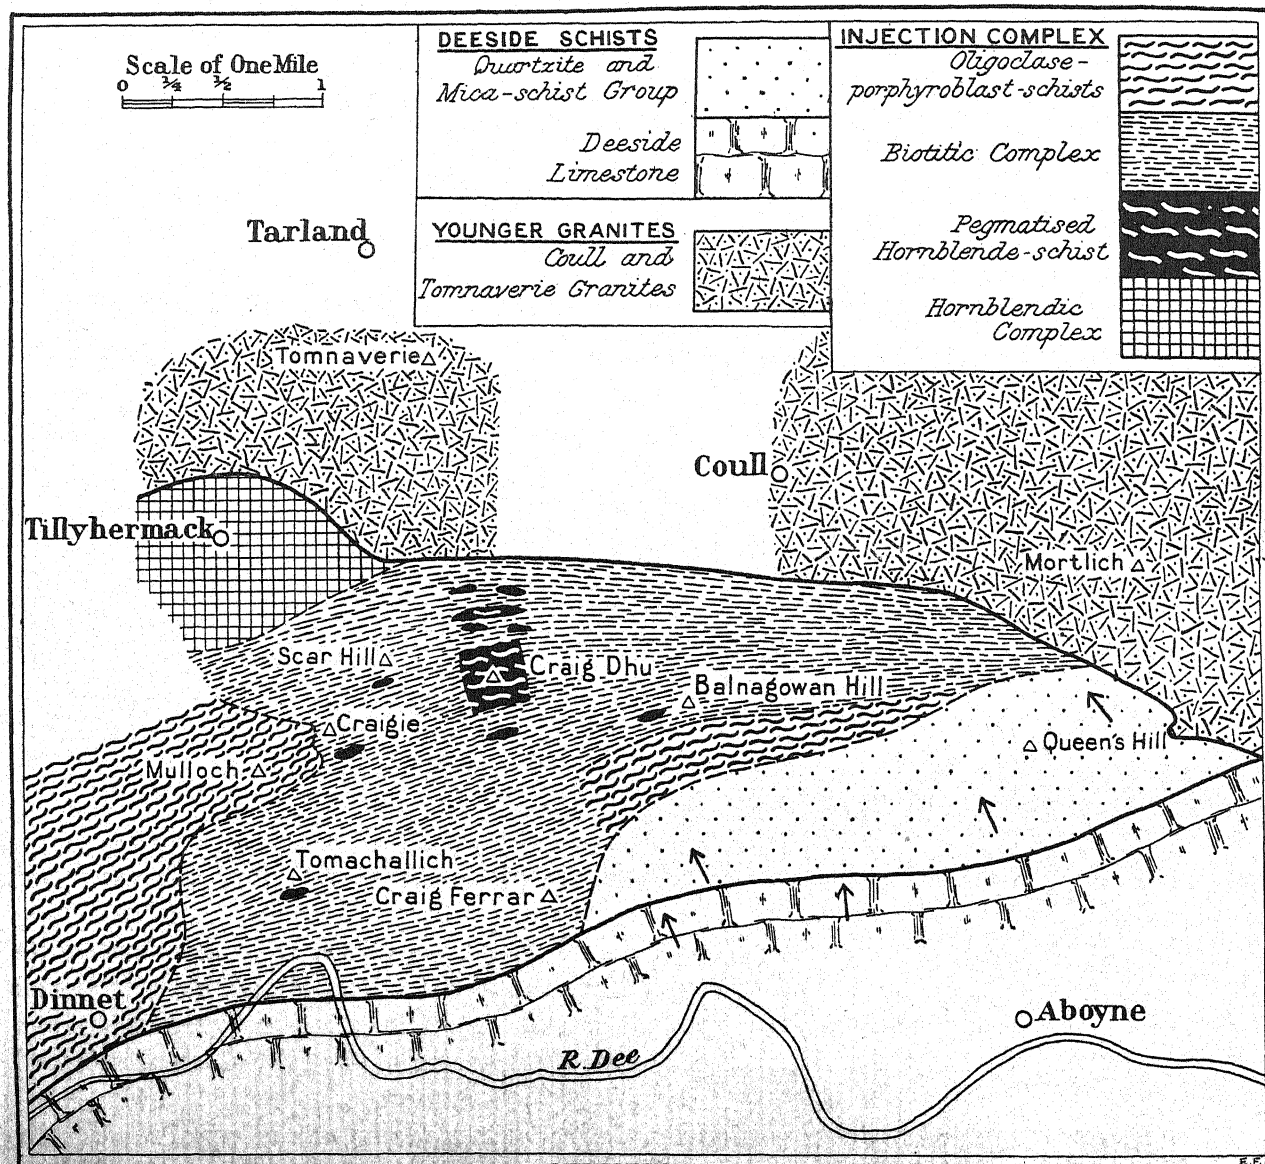 Scale of One Mile
0 ¼ ½ 1
DEESIDE SCHISTS
Quartzite and
Mica-schist Group
Deeside
Limestone
YOUNGER GRANITES
Coull and
Tomnaverie Granites
INJECTION COMPLEX
Oligoclase-
porphyroblast-schists
Biotitic Complex
Pegmatised
Hornblende-schist
Hornblendic
Complex
Tarland
Tomnaverie
Coull
Tillyhermack
Mortlich
Scar Hill
Craig Dhu
Balnagowan Hill
Craigie
Queen's Hill
Mulloch
Tomachallich
Craig Ferrar
Dinnet
Aboyne
R. Dee